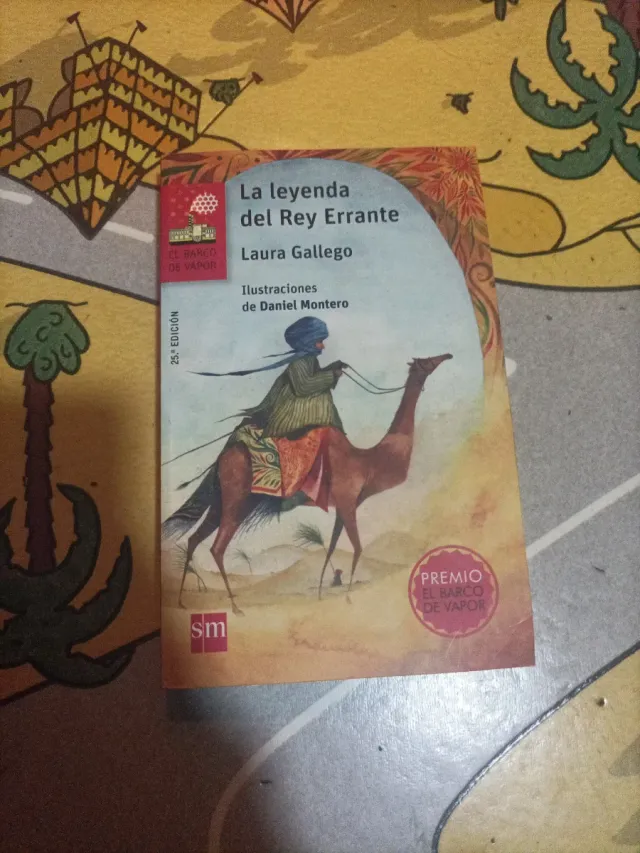 La leyenda
del Rey Errante
Laura Gallego
Ilustraciones
de Daniel Montero
EL BARCO
DE VAPOR
25.ª EDICIÓN
PREMIO
EL BARCO
DE VAPOR
sm